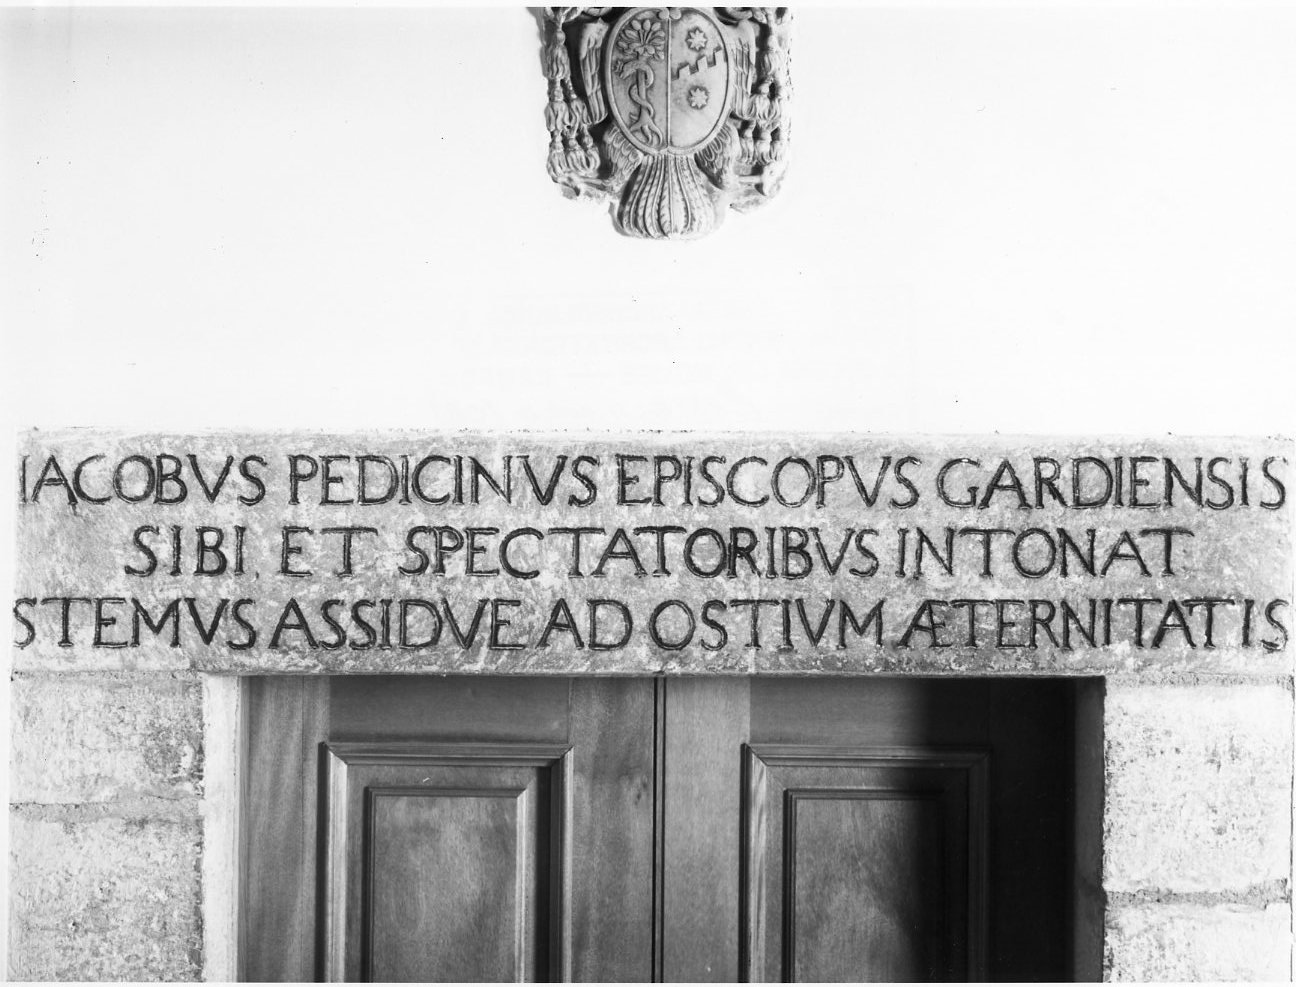 IACOBVS PEDICINVS EPISCOPVS GARDIENSIS
SIBI ET SPECTATORIBVS INTONAT
STEMVS ASSIDVE AD OSTIVM ÆTERNITATIS